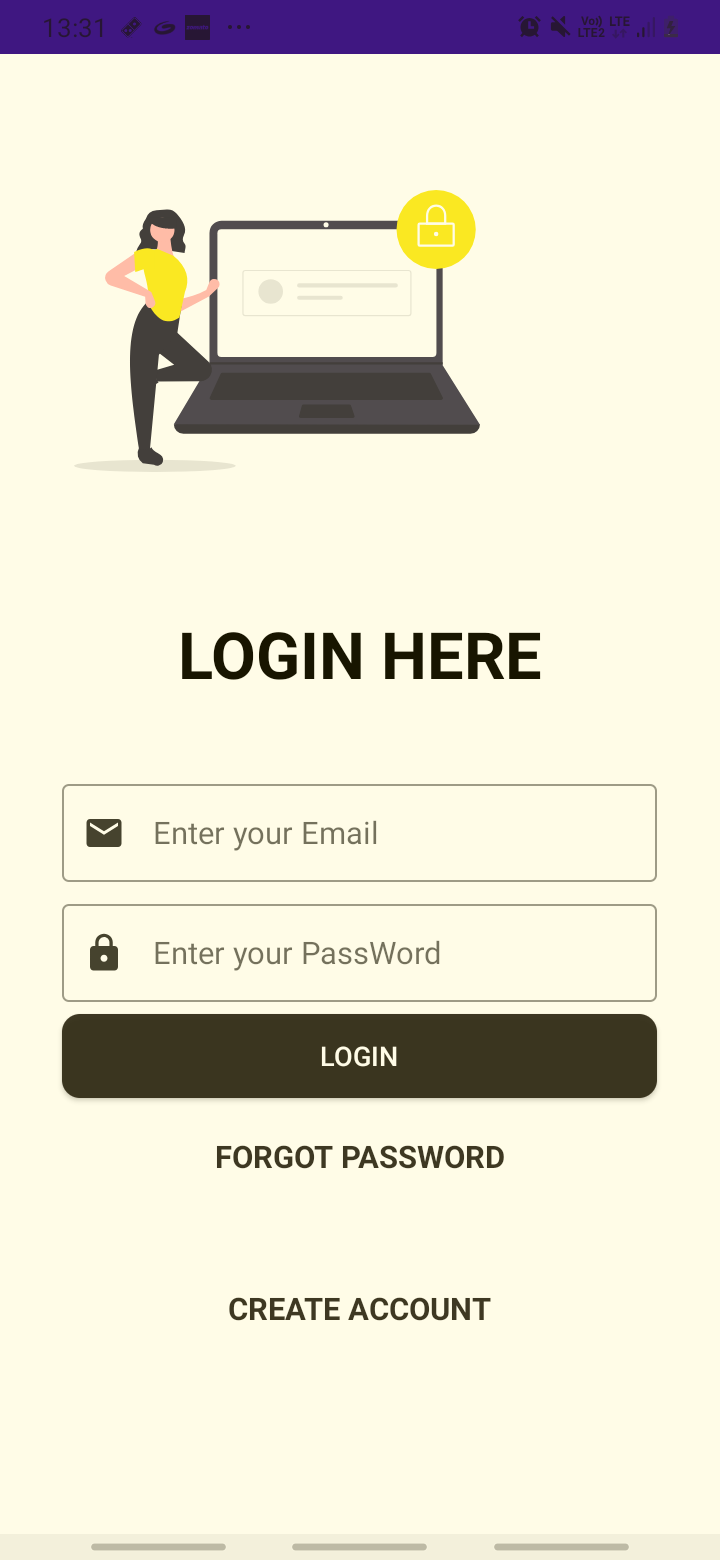 13:31
Vo)) LTE
LTE2
LOGIN HERE
Enter your Email
Enter your PassWord
LOGIN
FORGOT PASSWORD
CREATE ACCOUNT